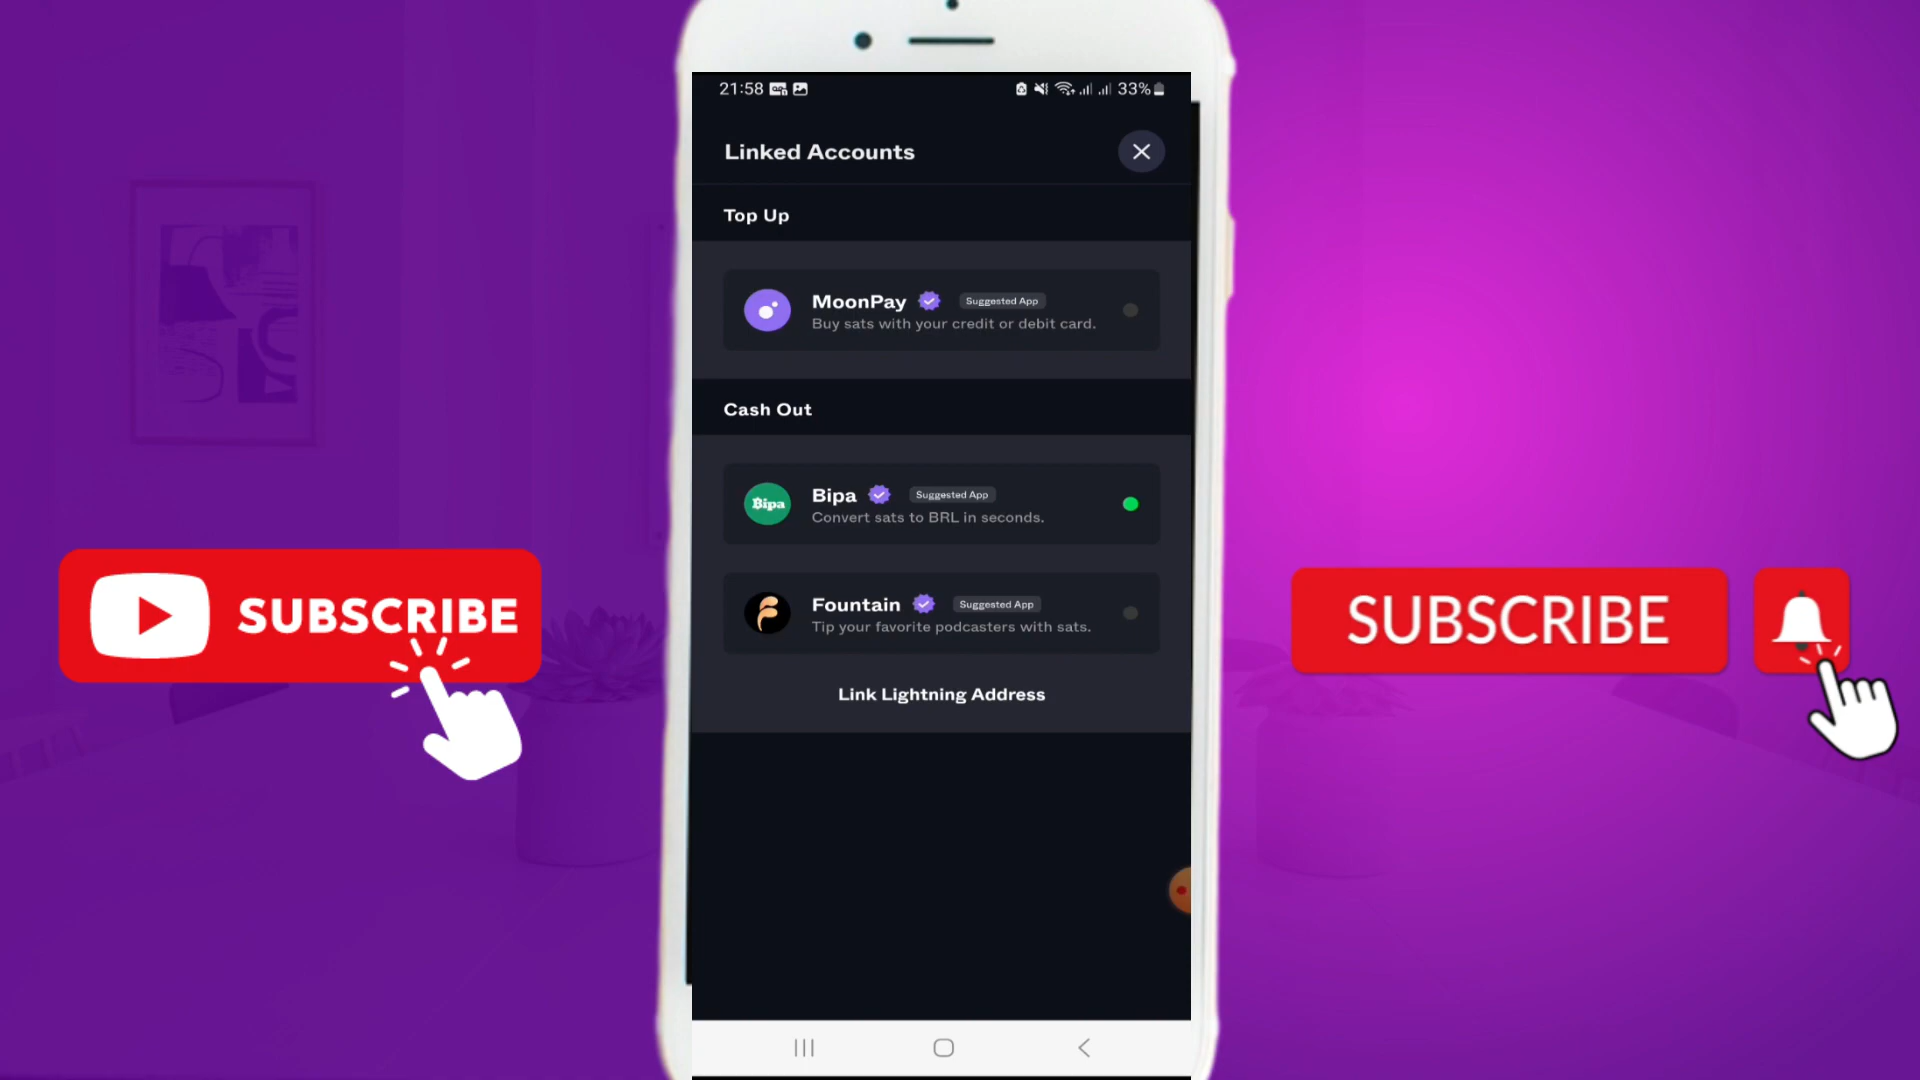 21:58
33%
Linked Accounts
Top Up
MoonPay
Suggested App
Buy sats with your credit or debit card.
Cash Out
Bipa
Bipa
Suggested App
Convert sats to BRL in seconds.
Fountain
Suggested App
Tip your favorite podcasters with sats.
Link Lightning Address
SUBSCRIBE
SUBSCRIBE